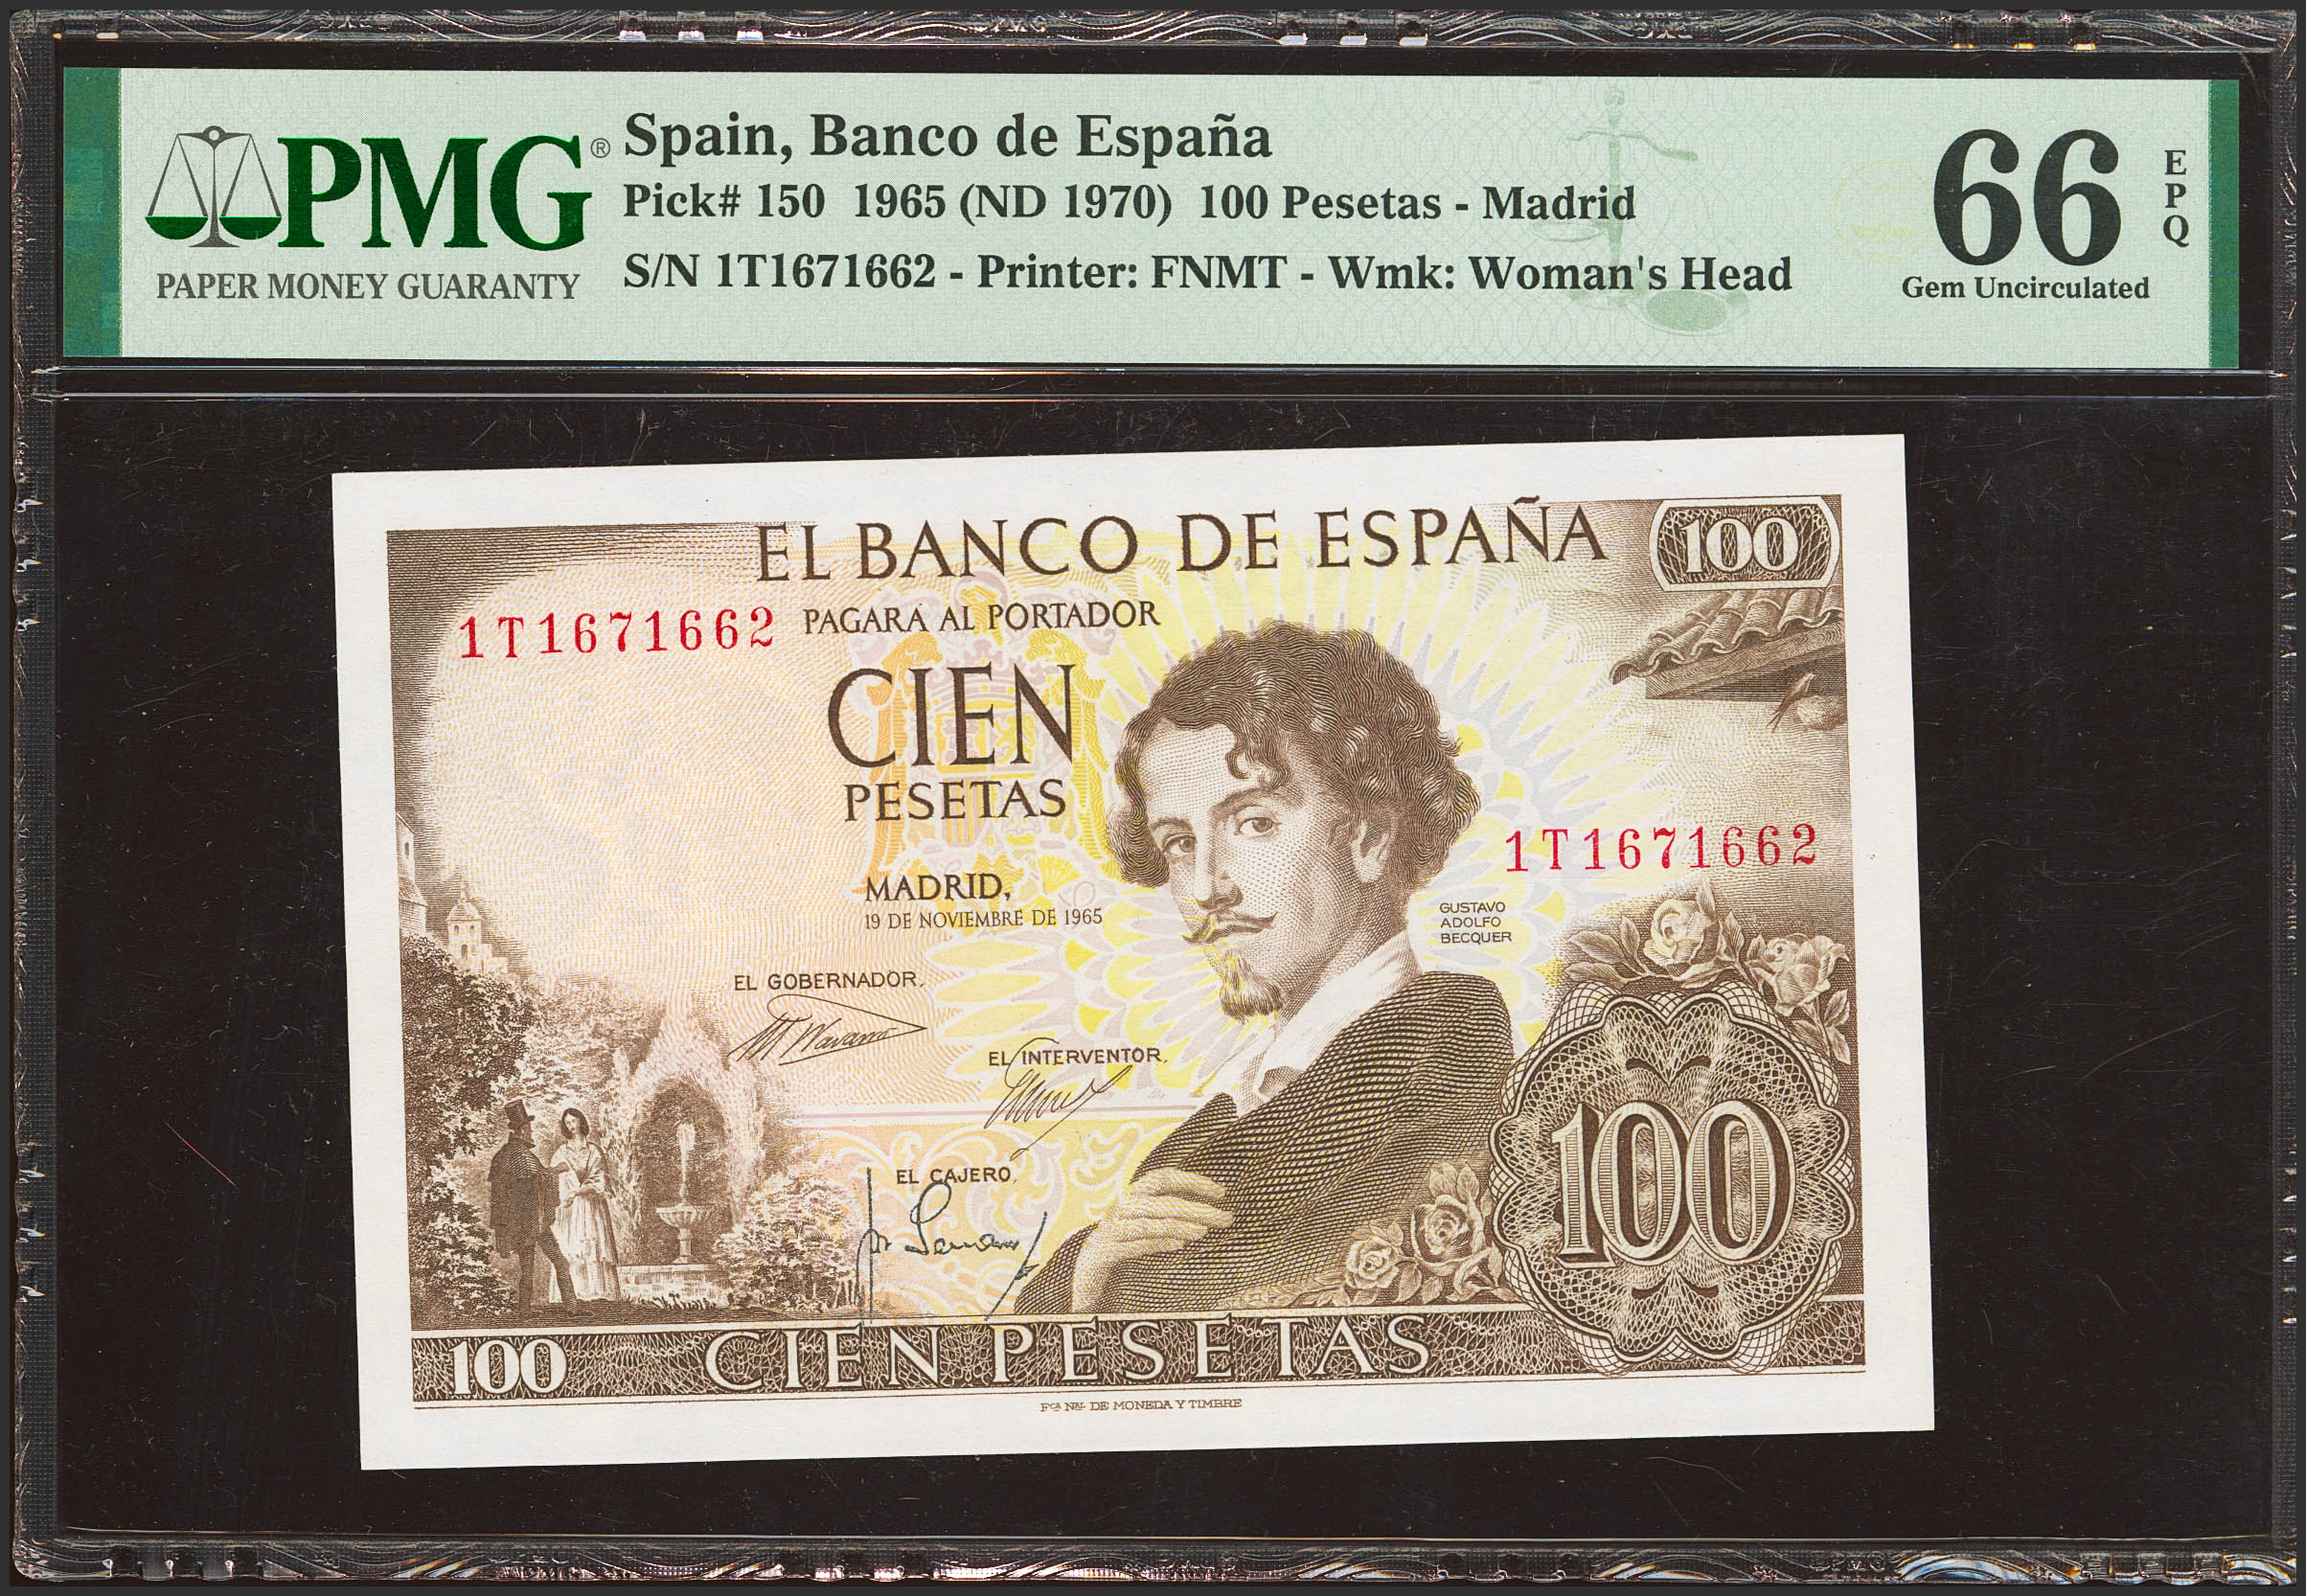 PMG®
PAPER MONEY GUARANTY
Spain, Banco de España
Pick# 150 1965 (ND 1970) 100 Pesetas - Madrid
S/N 1T1671662 - Printer: FNMT - Wmk: Woman's Head
66
EPQ
Gem Uncirculated
EL BANCO DE ESPAÑA
100
1T1671662
PAGARA AL PORTADOR
CIEN
PESETAS
1T1671662
MADRID,
19 DE NOVIEMBRE DE 1965
GUSTAVO
ADOLFO
BECQUER
EL GOBERNADOR,
EL INTERVENTOR,
EL CAJERO,
100
100
CIEN PESETAS
Fca. Nal. DE MONEDA Y TIMBRE